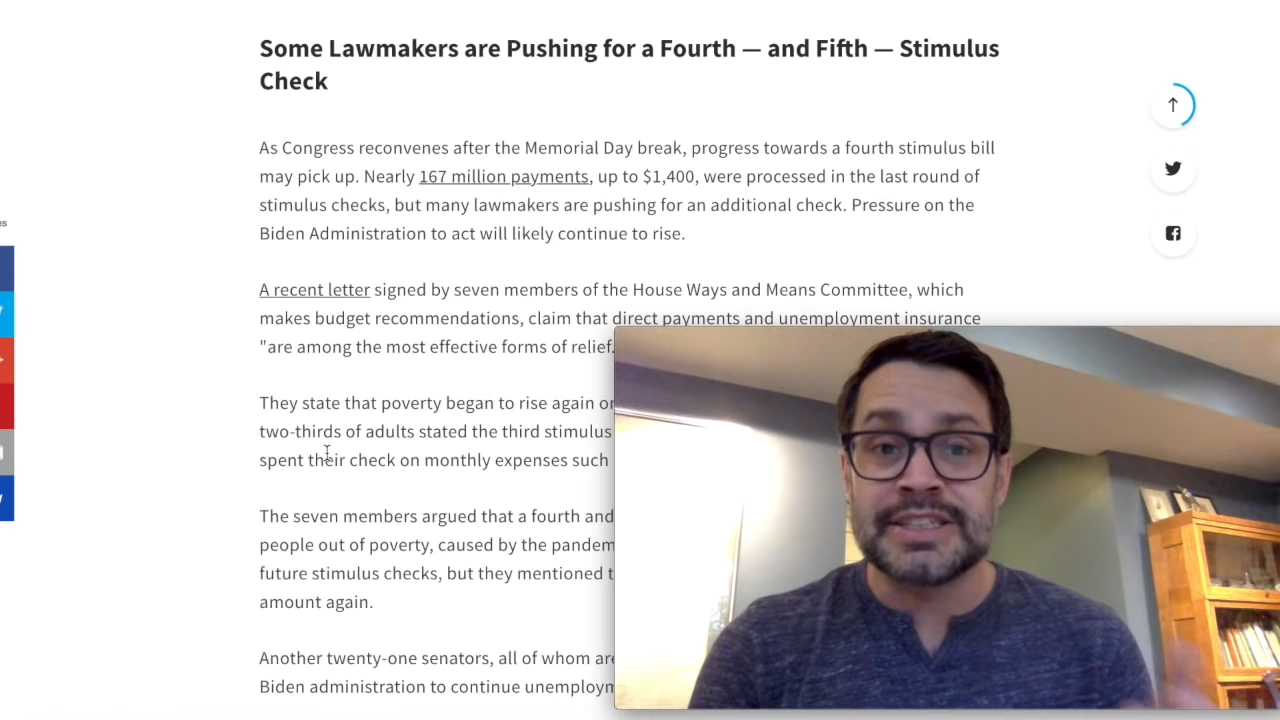 Some Lawmakers are Pushing for a Fourth — and Fifth — Stimulus
Check
As Congress reconvenes after the Memorial Day break, progress towards a fourth stimulus bill
may pick up. Nearly 167 million payments, up to $1,400, were processed in the last round of
stimulus checks, but many lawmakers are pushing for an additional check. Pressure on the
Biden Administration to act will likely continue to rise.
A recent letter signed by seven members of the House Ways and Means Committee, which
makes budget recommendations, claim that direct payments and unemployment insurance
"are among the most effective forms of relief.
They state that poverty began to rise again
two-thirds of adults stated the third stimulus
spent their check on monthly expenses such
The seven members argued that a fourth and
people out of poverty, caused by the
future stimulus checks, but they mentioned
amount again.
Another twenty-one senators, all of whom
Biden administration to continue